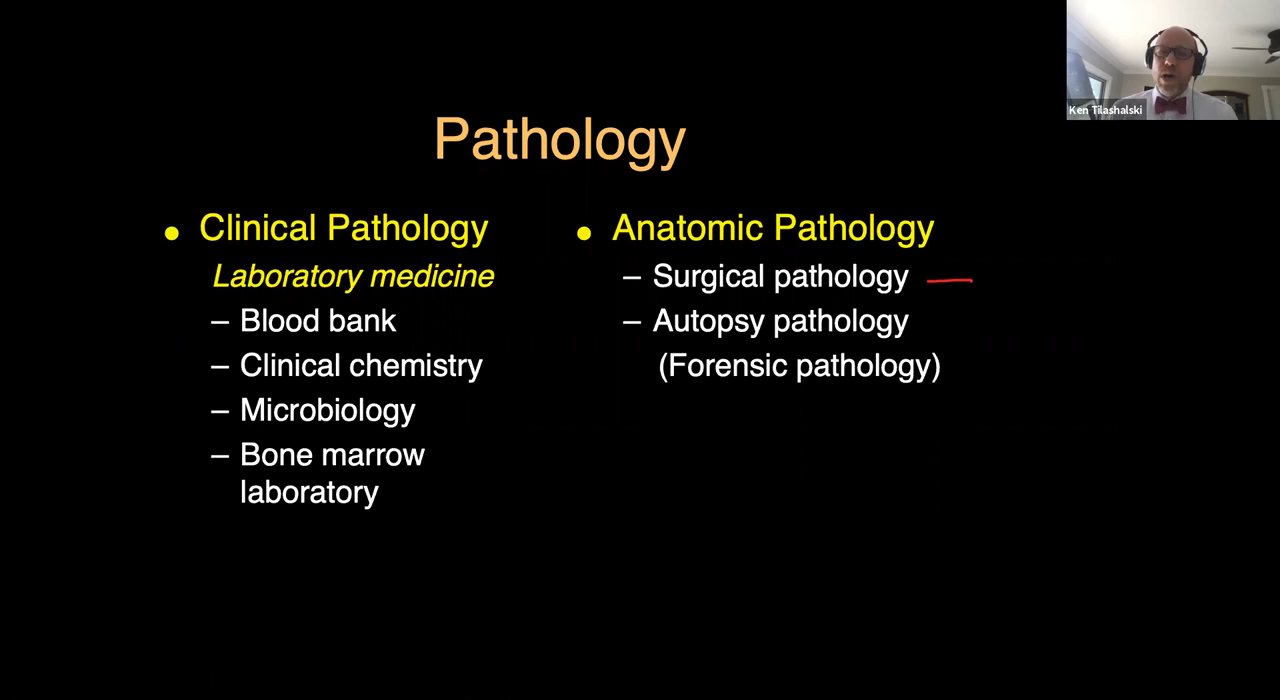 Ken Tilashalski
Pathology
• Clinical Pathology
Laboratory medicine
– Blood bank
– Clinical chemistry
– Microbiology
– Bone marrow
laboratory
• Anatomic Pathology
– Surgical pathology
– Autopsy pathology
(Forensic pathology)